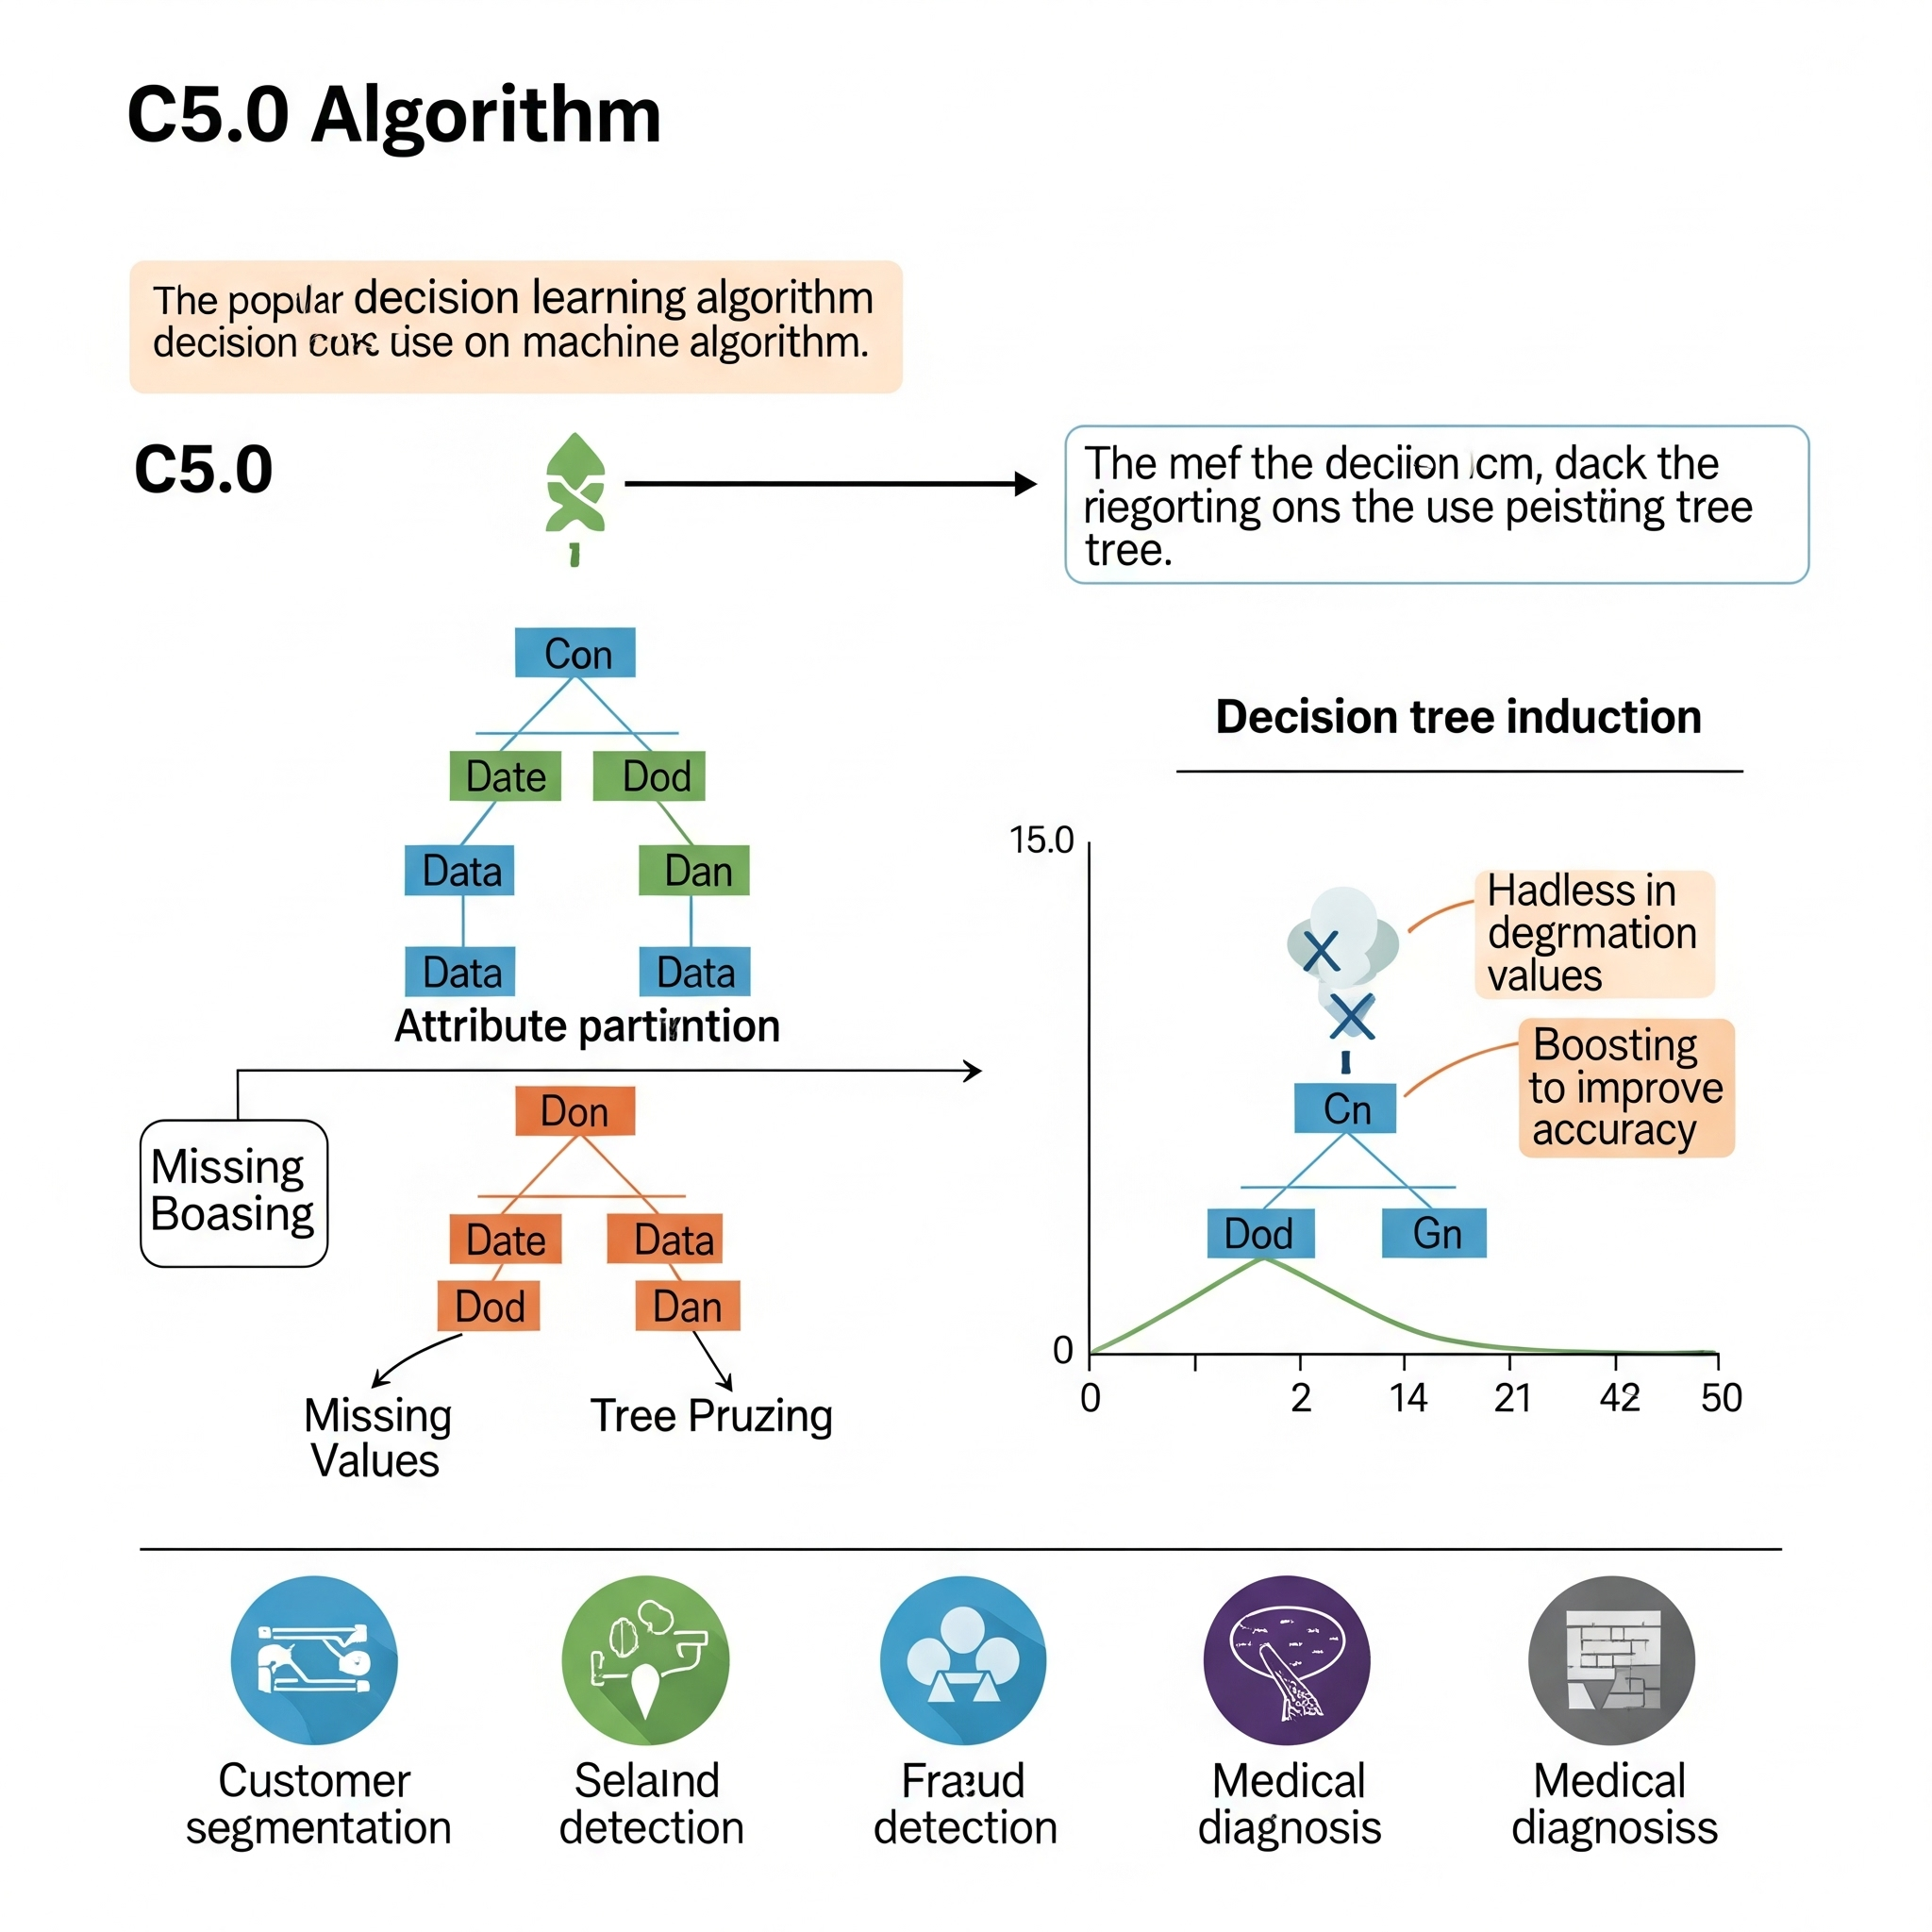 C5.0 Algorithm
The popular decision learning algorithm
decision use on machine algorithm.
C5.0
The mef the deciion cm, dack the
riegorting ons the use peistiing tree
tree.
Con
Date Dod
Data Dan
Data Data
Attribute
Missing
Boasing
Don
Date Data
Dod Dan
Missing
Values
Tree Pruzing
Decision tree induction
15.0
Hadless in
degrmation
values
Boosting
to improve
accuracy
Cn
Dod Gn
0
0 2 14 21 42 50
Customer
segmentation
Selaind
detection
Fraaud
detection
Medical
diagnosis
Medical
diagnosiss